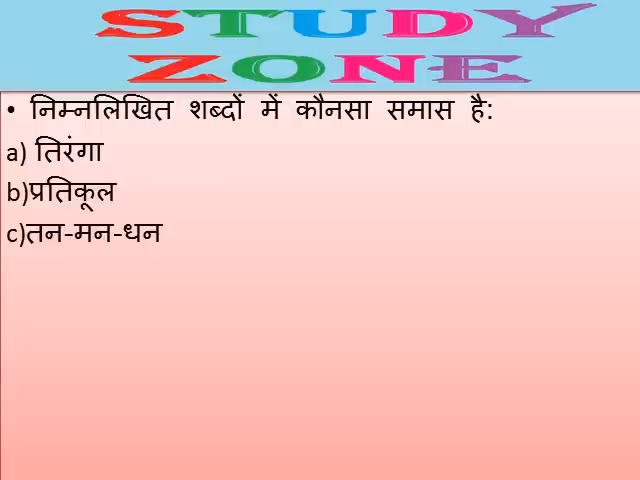 STUDY
ZONE
• निम्नलिखित शब्दों में कौनसा समास है:
a) तिरंगा
b)प्रतिकूल
c)तन-मन-धन